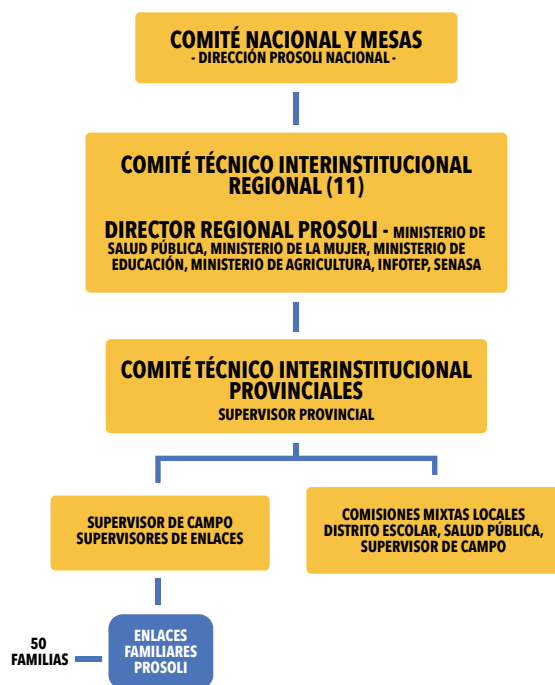 COMITÉ NACIONAL Y MESAS
- DIRECCIÓN PROSOLI NACIONAL -
COMITÉ TÉCNICO INTERINSTITUCIONAL
REGIONAL (11)
DIRECTOR REGIONAL PROSOLI - MINISTERIO DE
SALUD PÚBLICA, MINISTERIO DE LA MUJER, MINISTERIO DE
EDUCACIÓN, MINISTERIO DE AGRICULTURA, INFOTEP, SENASA
COMITÉ TÉCNICO INTERINSTITUCIONAL
PROVINCIALES
SUPERVISOR PROVINCIAL
SUPERVISOR DE CAMPO
SUPERVISORES DE ENLACES
COMISIONES MIXTAS LOCALES
DISTRITO ESCOLAR, SALUD PÚBLICA,
SUPERVISOR DE CAMPO
50
FAMILIAS
ENLACES
FAMILIARES
PROSOLI